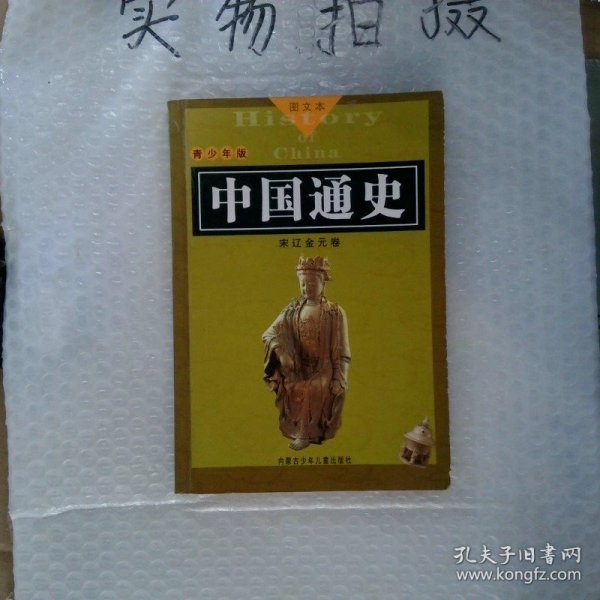 实物拍摄
图文本
History
of
China
青少年版
中国通史
宋辽金元卷
内蒙古少年儿童出版社
孔夫子旧书网
www.kongfz.com